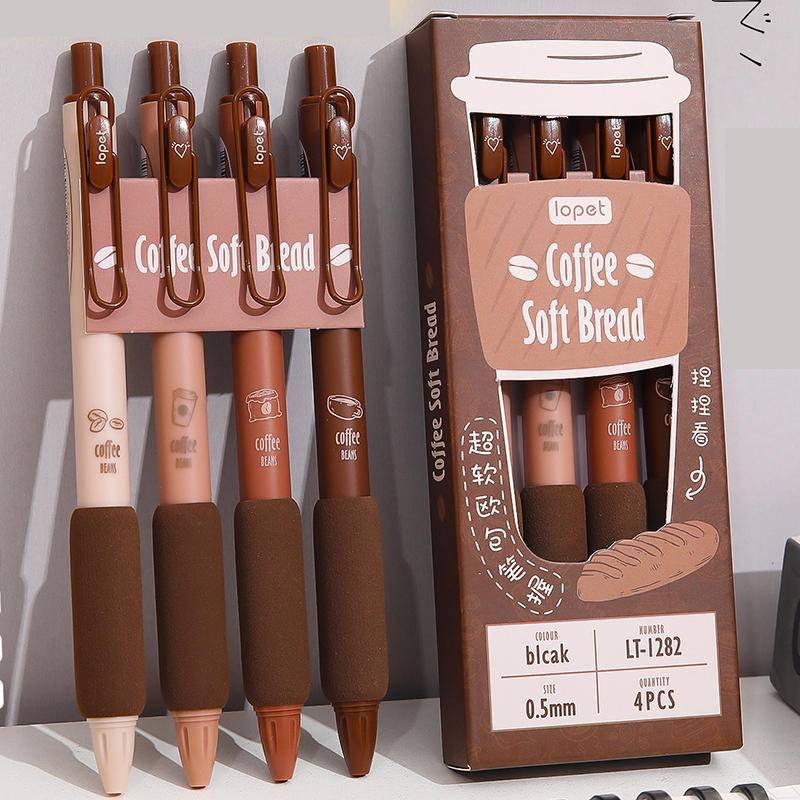 lopet
lopet
Coffee Soft Bread
coffee
BEANS
coffee
BEANS
coffee
BEANS
coffee
BEANS
lopet
lopet
Coffee
Soft Bread
Coffee Soft Bread
coffee
BEANS
coffee
BEANS
捏捏看
超软欧包笔握
COLOUR
blcak
NUMBER
LT-1282
SIZE
0.5mm
QUANTITY
4PCS